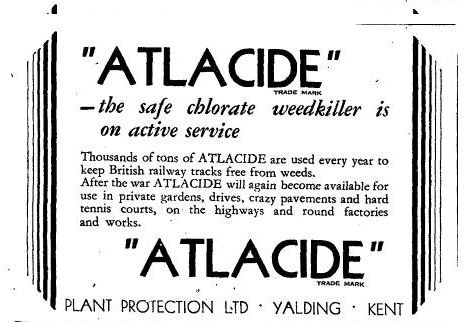 "ATLACIDE"
TRADE MARK
—the safe chlorate weedkiller is
on active service
Thousands of tons of ATLACIDE are used every year to
keep British railway tracks free from weeds.
After the war ATLACIDE will again become available for
use in private gardens, drives, crazy pavements and hard
tennis courts, on the highways and round factories
and works.
"ATLACIDE"
TRADE MARK
PLANT PROTECTION LTD · YALDING · KENT